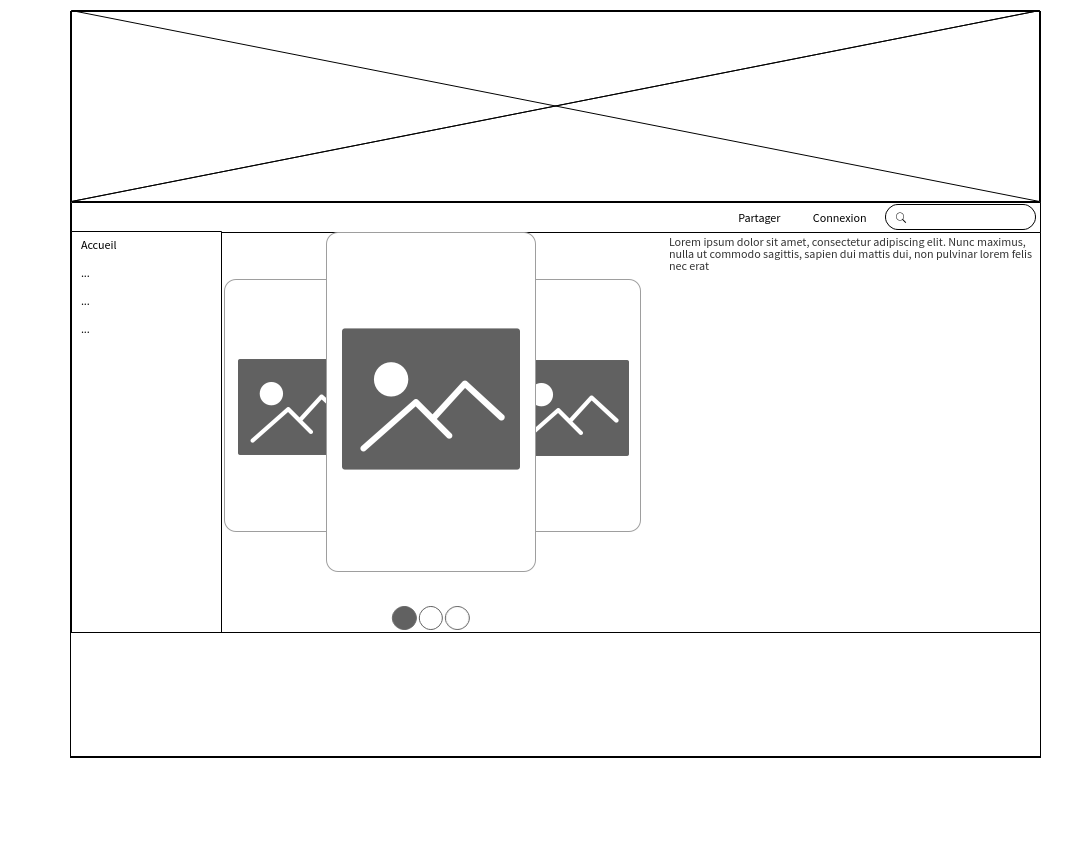 Partager
Connexion
Accueil
...
...
...
Lorem ipsum dolor sit amet, consectetur adipiscing elit. Nunc maximus,
nulla ut commodo sagittis, sapien dui mattis dui, non pulvinar lorem felis
nec erat